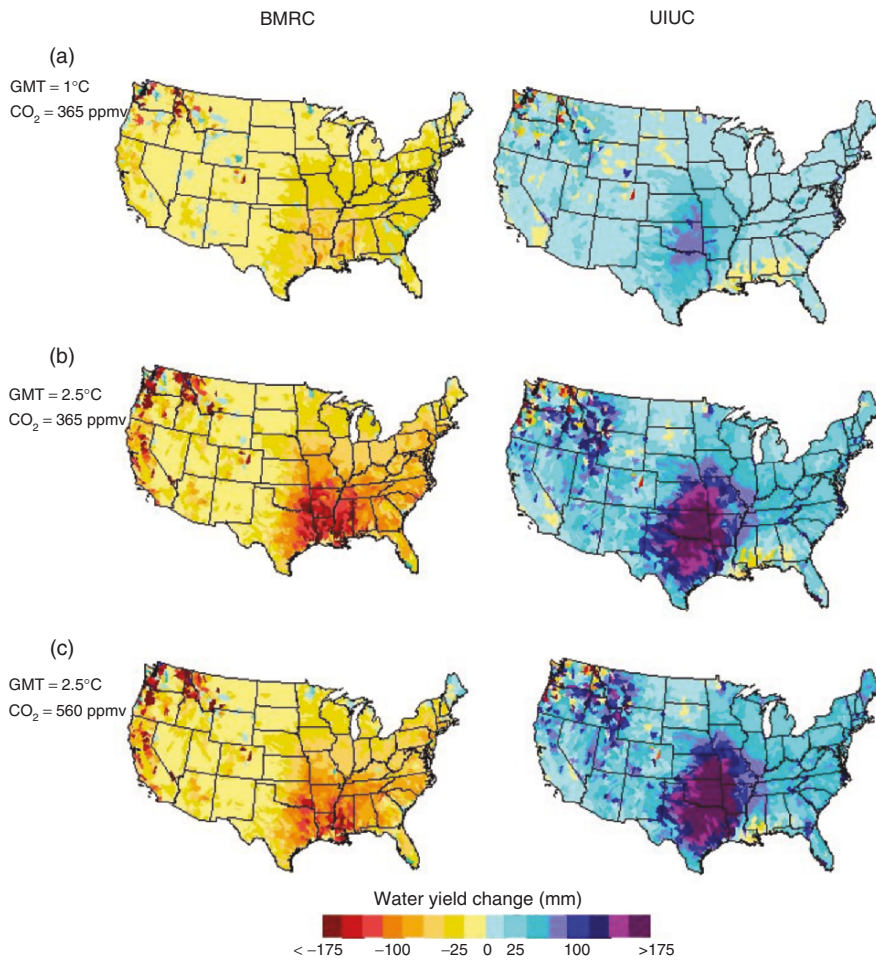 BMRC UIUC
(a)
GMT = 1°C
CO₂ = 365 ppmv
(b)
GMT = 2.5°C
CO₂ = 365 ppmv
(c)
GMT = 2.5°C
CO₂ = 560 ppmv
Water yield change (mm)
< −175 −100 −25 0 25 100 >175